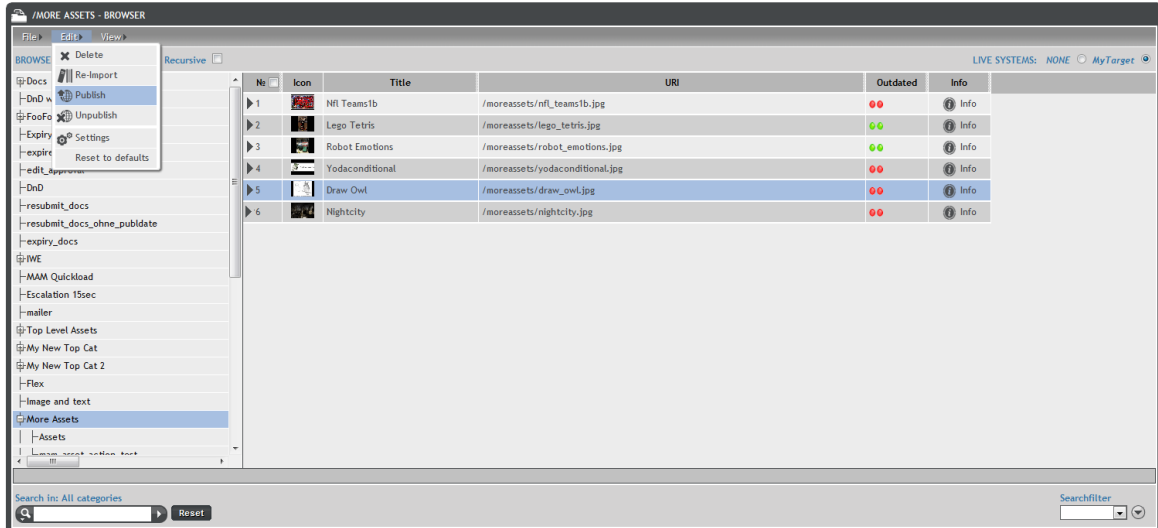 /MORE ASSETS - BROWSER
File Edit View
BROWSE Recursive LIVE SYSTEMS: NONE MyTarget
Delete
Re-Import
Publish
Unpublish
Settings
Reset to defaults
Docs
DnD w
FooFo
Expiry
expire
edit_approval
DnD
resubmit_docs
resubmit_docs_ohne_publdate
expiry_docs
IWE
MAM Quickload
Escalation 15sec
mailer
Top Level Assets
My New Top Cat
My New Top Cat 2
Flex
Image and text
More Assets
Assets
mam_asset_action_test
№ Icon Title URI Outdated Info
1 Nfl Teams1b /moreassets/nfl_teams1b.jpg Info
2 Lego Tetris /moreassets/lego_tetris.jpg Info
3 Robot Emotions /moreassets/robot_emotions.jpg Info
4 Yodaconditional /moreassets/yodaconditional.jpg Info
5 Draw Owl /moreassets/draw_owl.jpg Info
6 Nightcity /moreassets/nightcity.jpg Info
Search in: All categories Searchfilter
Reset